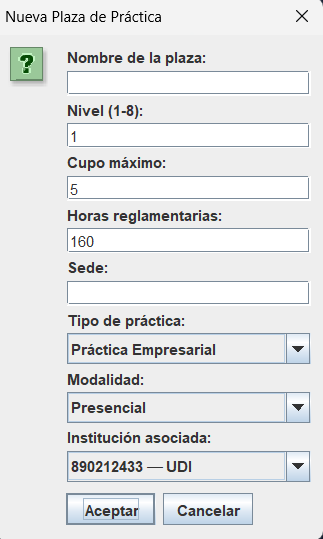 Nueva Plaza de Práctica
?
Nombre de la plaza:
Nivel (1-8):
1
Cupo máximo:
5
Horas reglamentarias:
160
Sede:
Tipo de práctica:
Práctica Empresarial
Modalidad:
Presencial
Institución asociada:
890212433 — UDI
Aceptar Cancelar